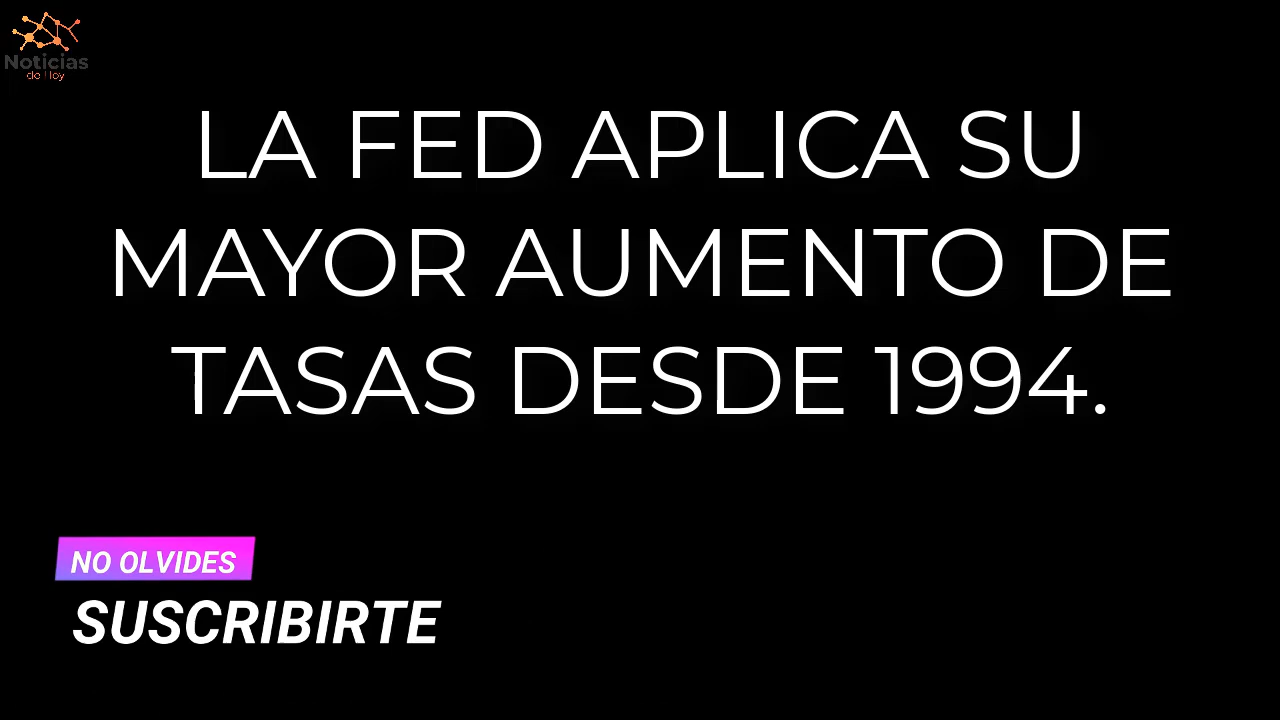 Noticias
de Hoy
LA FED APLICA SU
MAYOR AUMENTO DE
TASAS DESDE 1994.
NO OLVIDES
SUSCRIBIRTE